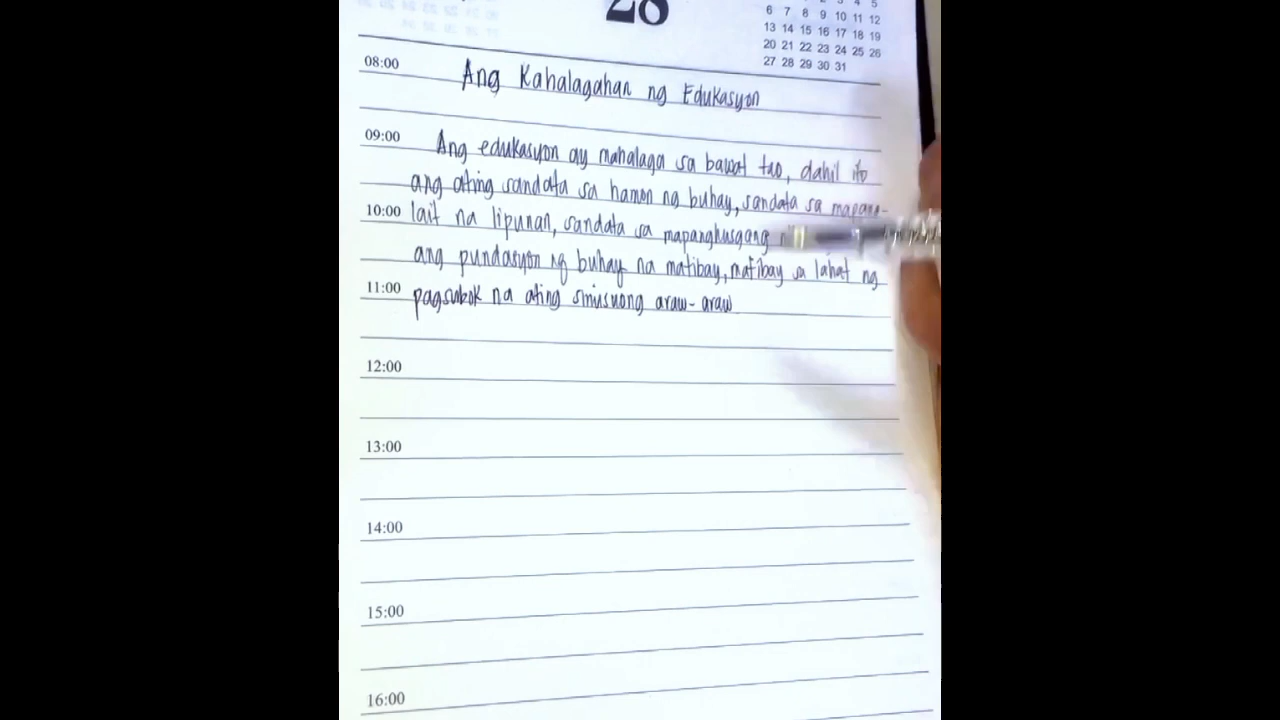 28
3 4 5
6 7 8 9 10 11 12
13 14 15 16 17 18 19
20 21 22 23 24 25 26
27 28 29 30 31
08:00 Ang Kahalagahan ng Edukasyon
09:00 Ang edukasyon ay mahalaga sa bawat tao, dahil ito
ang ating sandata sa hamon ng buhay, sandata sa mapang-
10:00 lait na lipunan, sandata sa mapanghusgang
ang pundasyon ng buhay na matibay, matibay sa lahat ng
11:00 pagsubok na ating sinusuong araw-araw
12:00
13:00
14:00
15:00
16:00